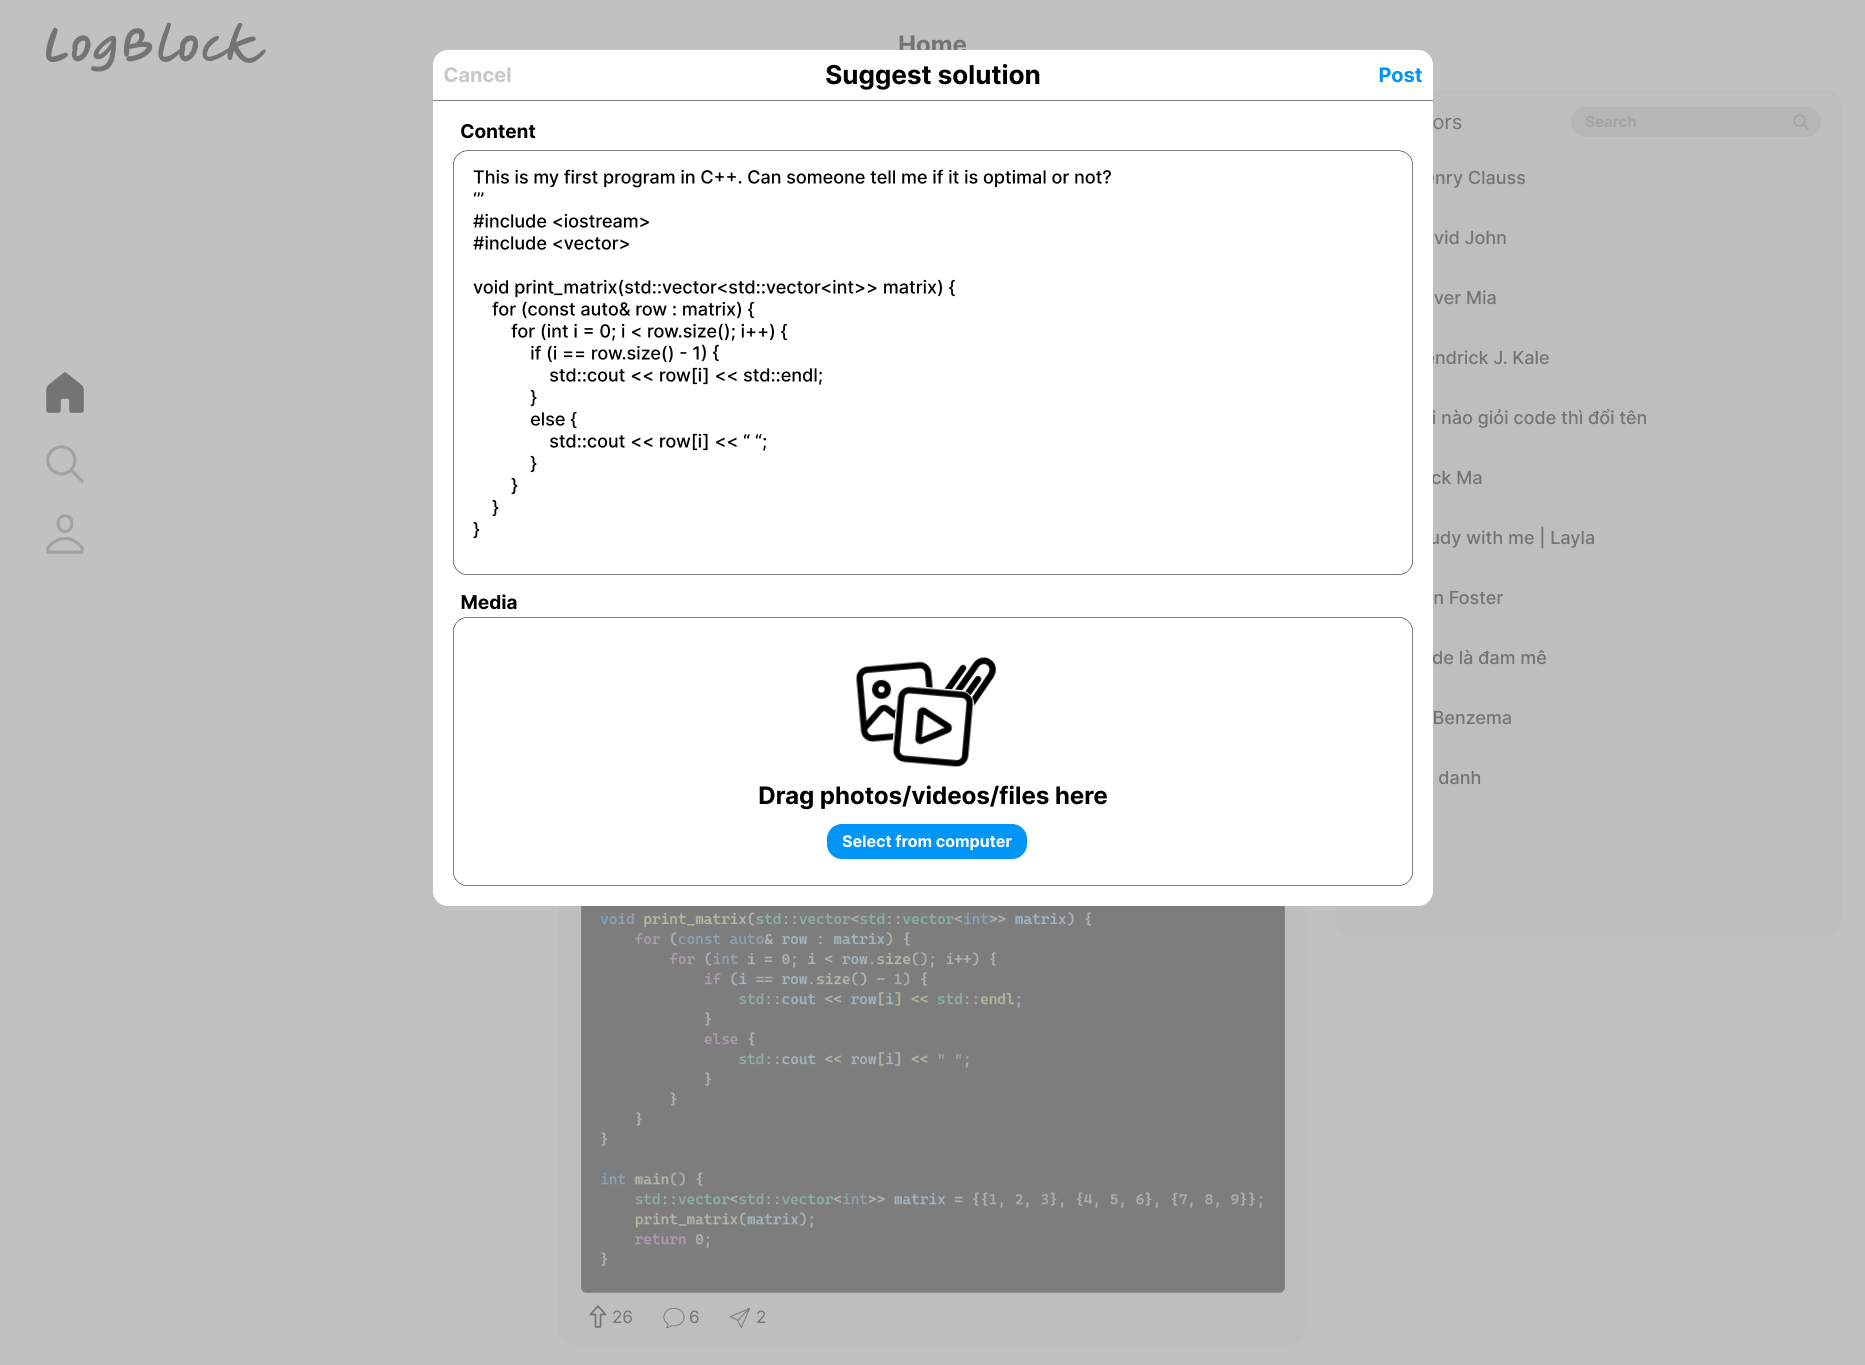 LogBlock
Home
Cancel
Suggest solution
Post
Content
This is my first program in C++. Can someone tell me if it is optimal or not?
‘’’
#include <iostream>
#include <vector>

void print_matrix(std::vector<std::vector<int>> matrix) {
    for (const auto& row : matrix) {
        for (int i = 0; i < row.size(); i++) {
            if (i == row.size() - 1) {
                std::cout << row[i] << std::endl;
            }
            else {
                std::cout << row[i] << “ “;
            }
        }
    }
}
Media
Drag photos/videos/files here
Select from computer
ors
Search
nry Clauss
vid John
ver Mia
ndrick J. Kale
i nào giỏi code thì đổi tên
ck Ma
udy with me | Layla
n Foster
de là đam mê
Benzema
danh
void print_matrix(std::vector<std::vector<int>> matrix) {
    for (const auto& row : matrix) {
        for (int i = 0; i < row.size(); i++) {
            if (i == row.size() - 1) {
                std::cout << row[i] << std::endl;
            }
            else {
                std::cout << row[i] << " ";
            }
        }
    }
}

int main() {
    std::vector<std::vector<int>> matrix = {{1, 2, 3}, {4, 5, 6}, {7, 8, 9}};
    print_matrix(matrix);
    return 0;
}
26 6 2